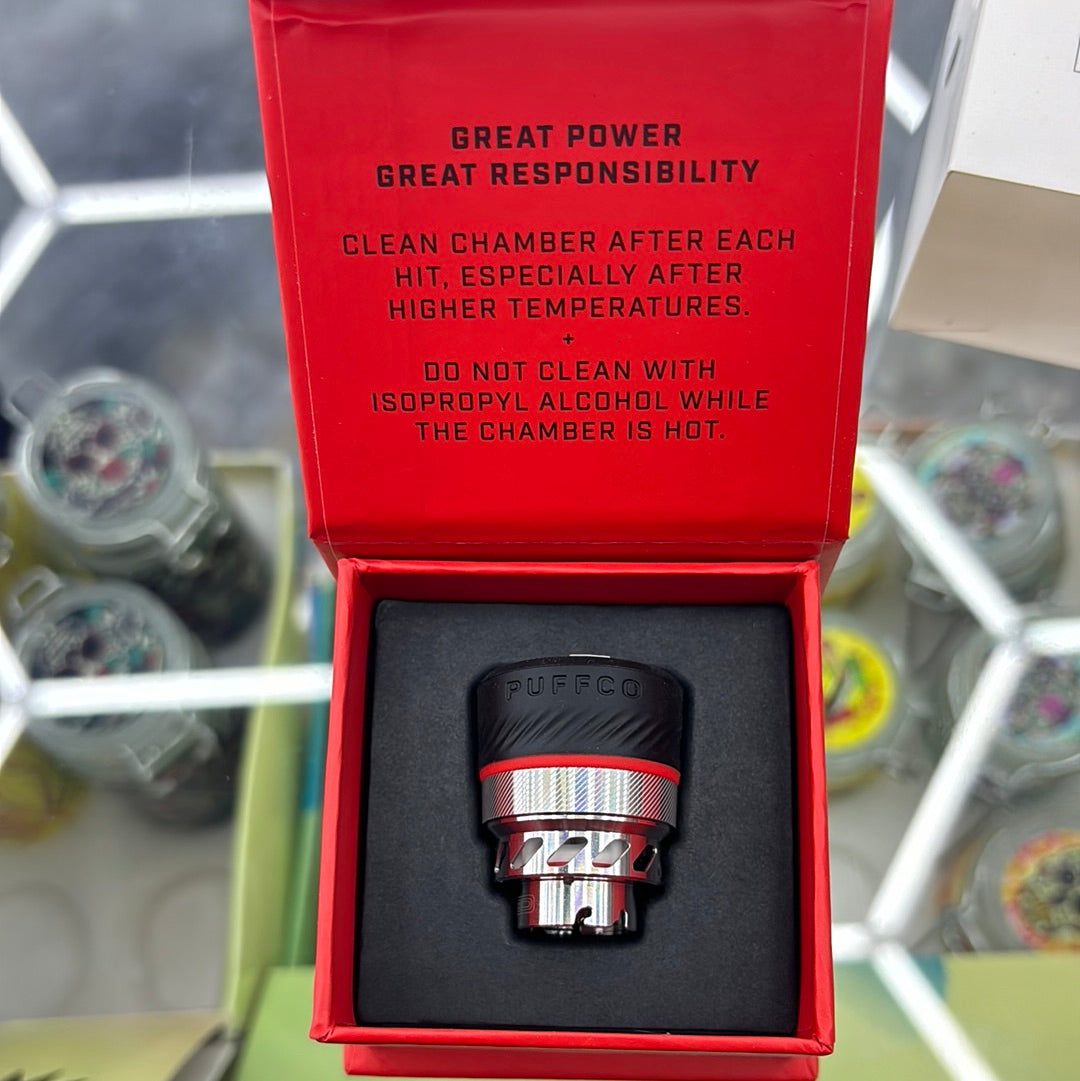 GREAT POWER
GREAT RESPONSIBILITY
CLEAN CHAMBER AFTER EACH
HIT, ESPECIALLY AFTER
HIGHER TEMPERATURES.
+
DO NOT CLEAN WITH
ISOPROPYL ALCOHOL WHILE
THE CHAMBER IS HOT.
PUFFCO